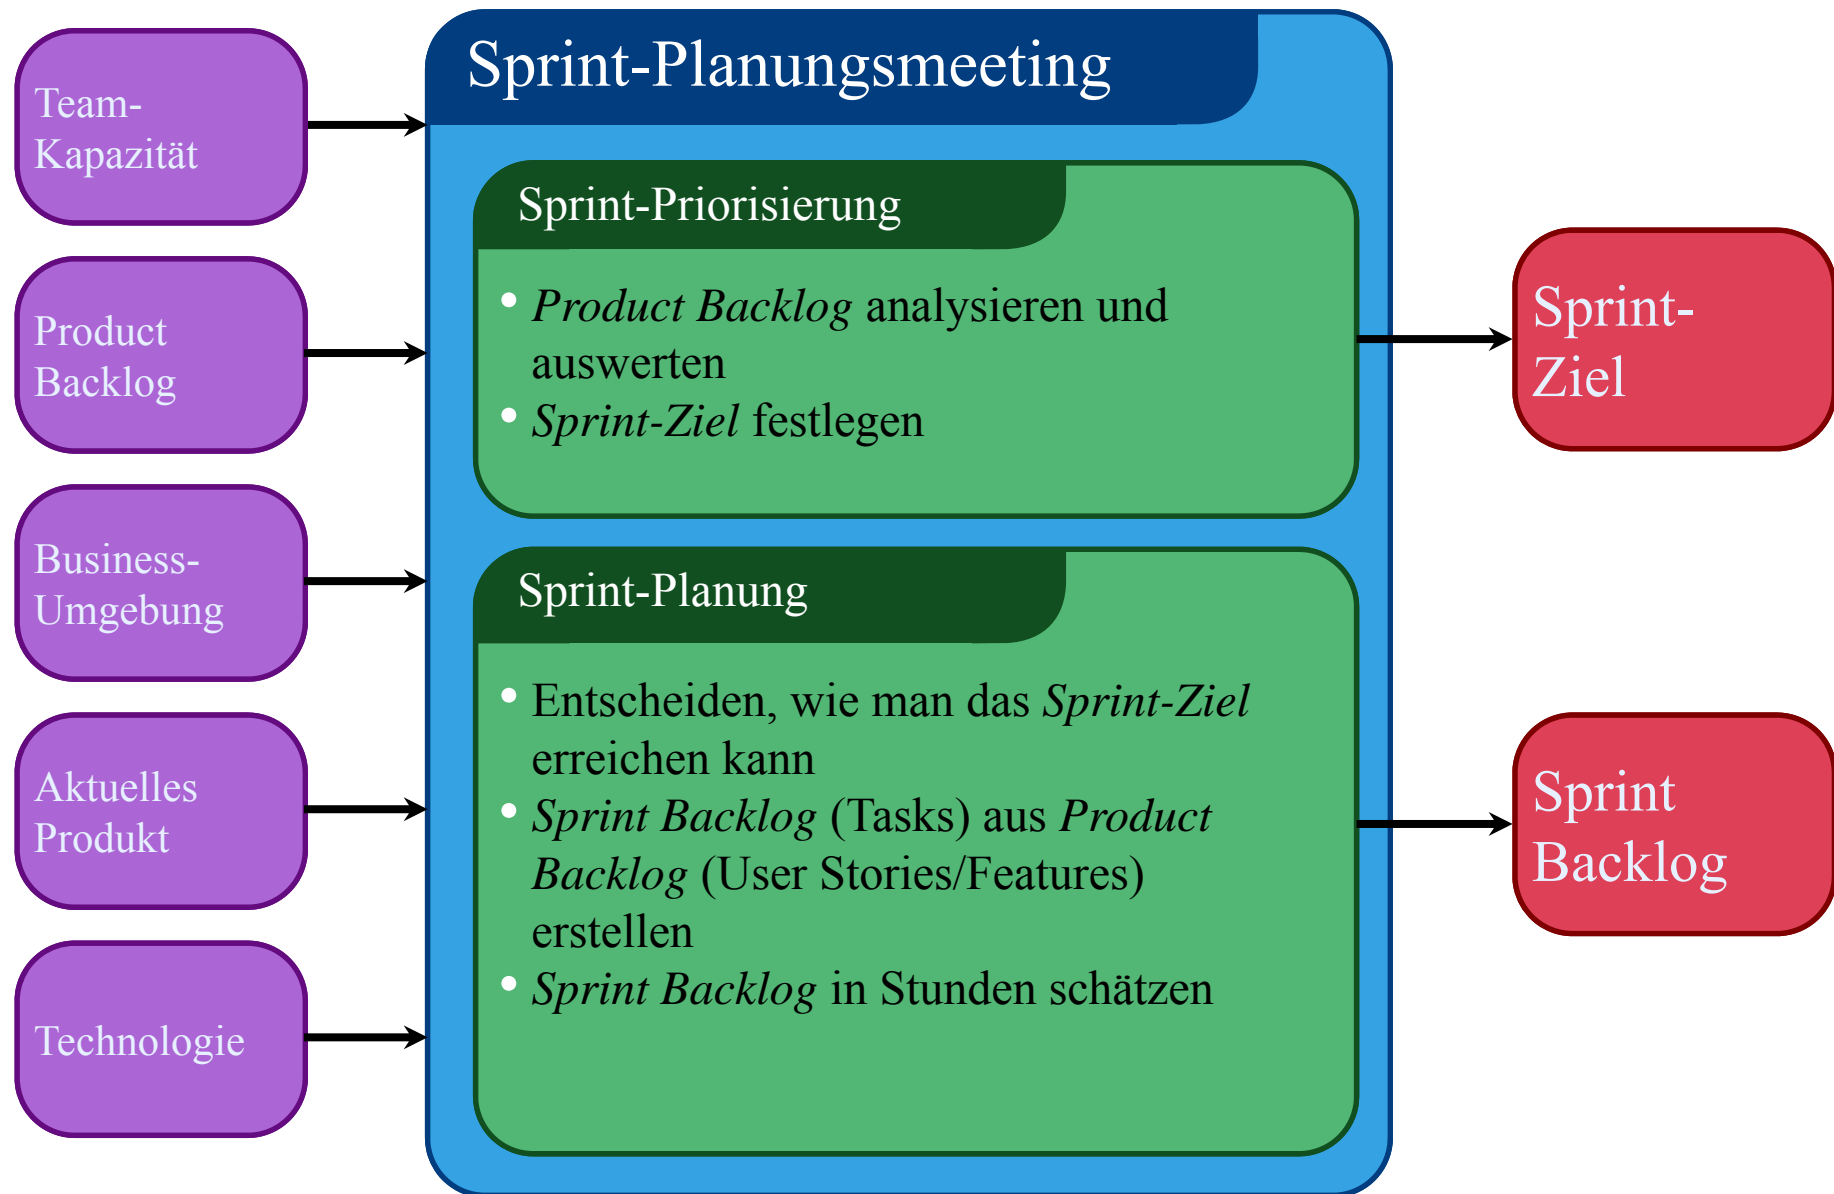 Team-
Kapazität
Product
Backlog
Business-
Umgebung
Aktuelles
Produkt
Technologie
Sprint-Planungsmeeting
Sprint-Priorisierung
• Product Backlog analysieren und
auswerten
• Sprint-Ziel festlegen
Sprint-Planung
• Entscheiden, wie man das Sprint-Ziel
erreichen kann
• Sprint Backlog (Tasks) aus Product
Backlog (User Stories/Features)
erstellen
• Sprint Backlog in Stunden schätzen
Sprint-
Ziel
Sprint
Backlog